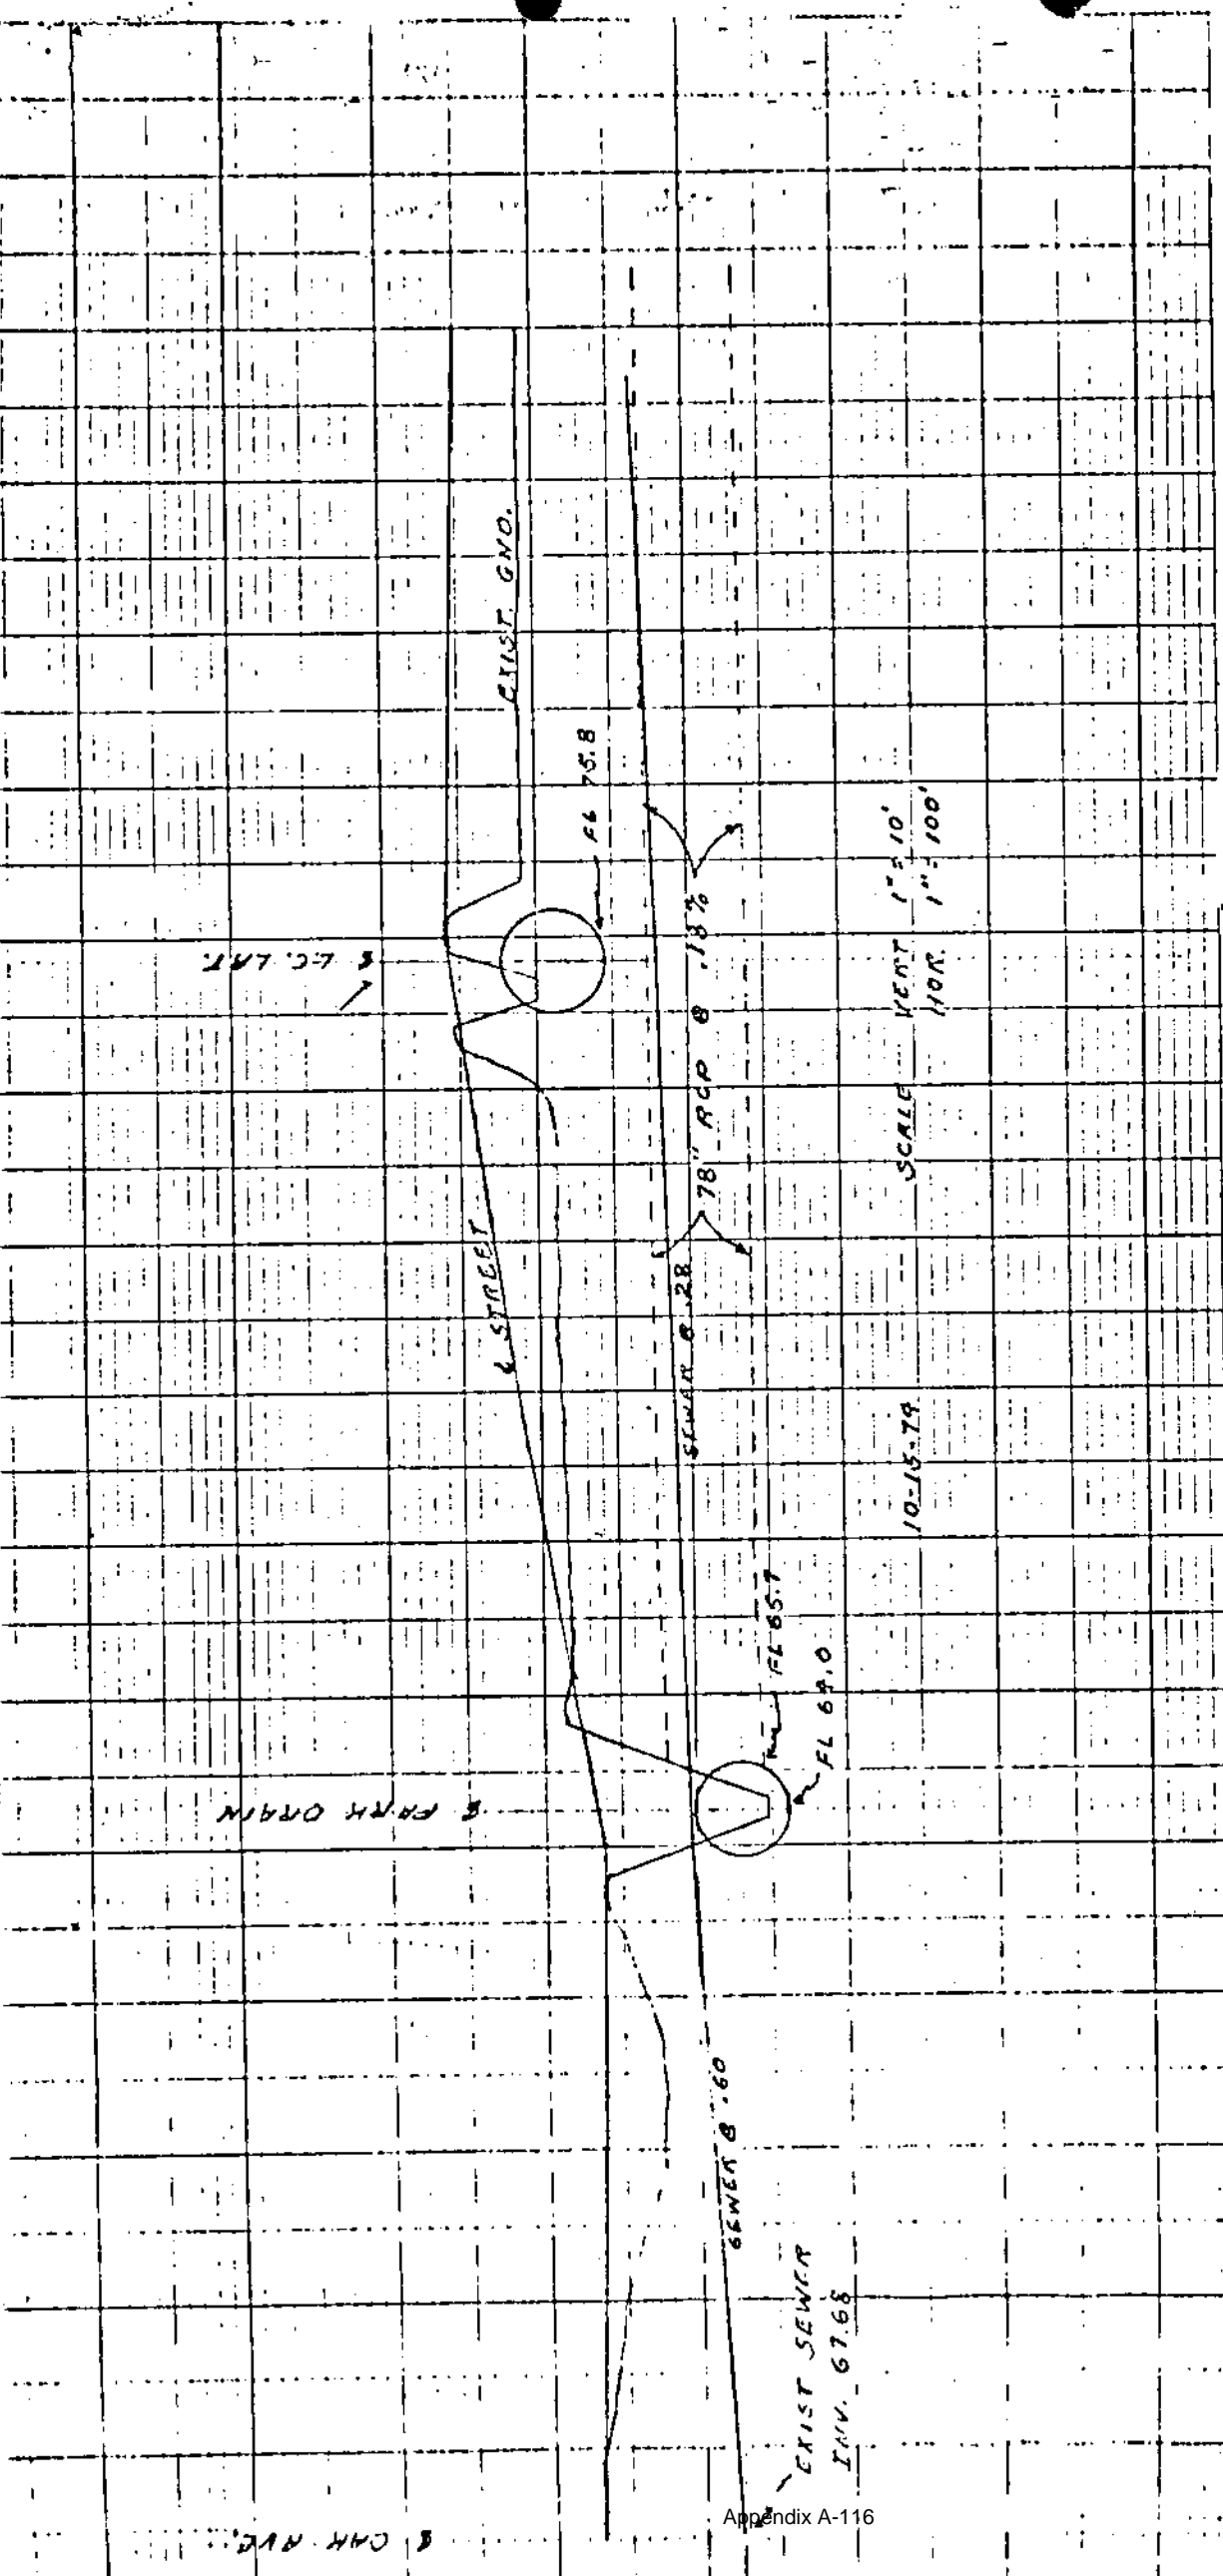 EXIST GND.
FL 75.8
℄ L.C. LAT.
78" RCP @ .18%
SCALE VERT 1" = 10'
HOR. 1" = 100'
℄ STREET
SEWER @ .28
10-15-74
FL 65.7
FL 64.0
℄ PARK DRAIN
SEWER @ .60
EXIST SEWER
INV. 67.68
℄ OAK AVE.
Appendix A-116